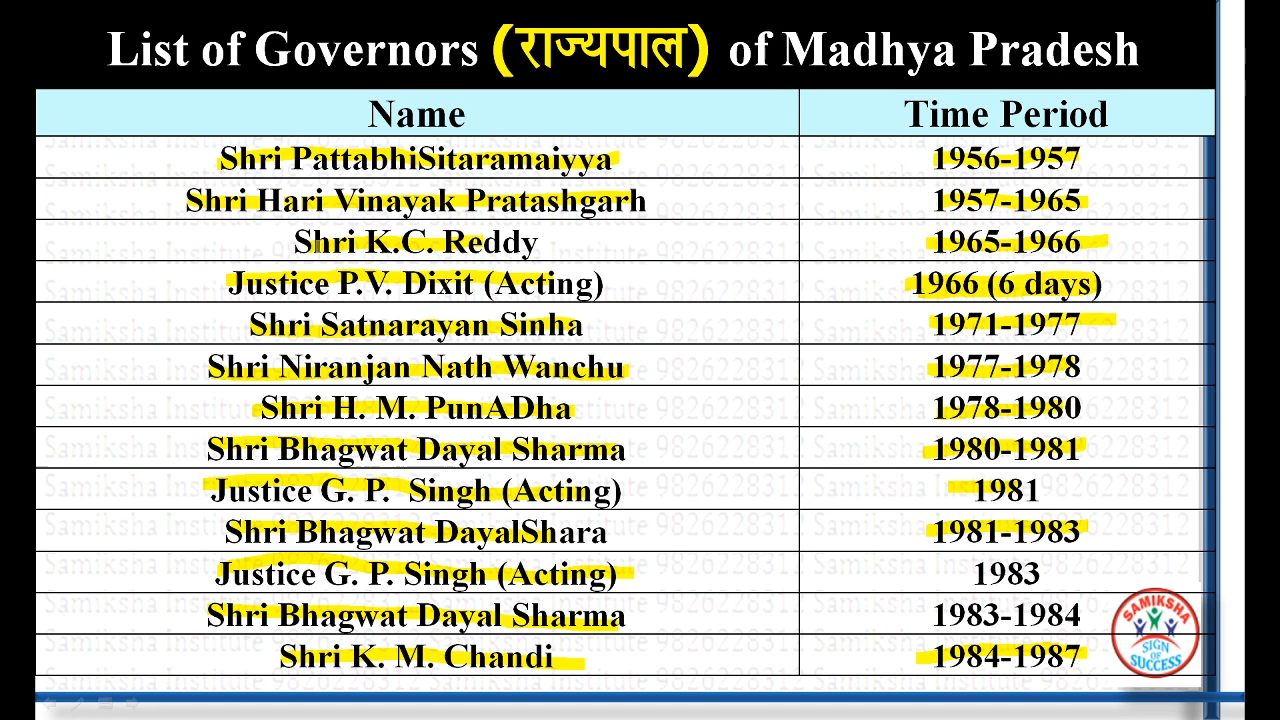 List of Governors (राज्यपाल) of Madhya Pradesh
Name Time Period
Shri PattabhiSitaramaiyya 1956-1957
Shri Hari Vinayak Pratashgarh 1957-1965
Shri K.C. Reddy 1965-1966
Justice P.V. Dixit (Acting) 1966 (6 days)
Shri Satnarayan Sinha 1971-1977
Shri Niranjan Nath Wanchu 1977-1978
Shri H. M. PunADha 1978-1980
Shri Bhagwat Dayal Sharma 1980-1981
Justice G. P. Singh (Acting) 1981
Shri Bhagwat DayalShara 1981-1983
Justice G. P. Singh (Acting) 1983
Shri Bhagwat Dayal Sharma 1983-1984
Shri K. M. Chandi 1984-1987
SAMIKSHA
SIGN
OF
SUCCESS
Samiksha Institute 9826228312